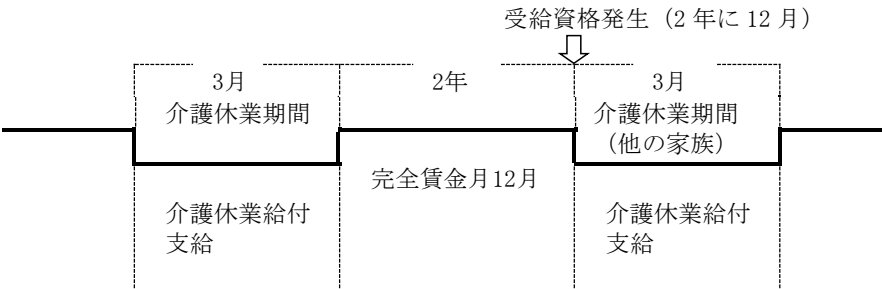 受給資格発生（2 年に 12 月）
3月
介護休業期間
2年
3月
介護休業期間
（他の家族）
完全賃金月12月
介護休業給付
支給
介護休業給付
支給